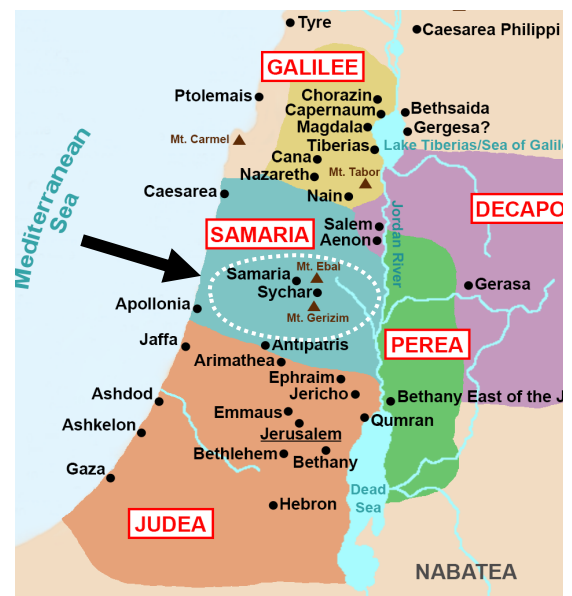 Tyre
Caesarea Philippi
GALILEE
Ptolemais
Chorazin
Capernaum
Bethsaida
Magdala
Gergesa?
Mt. Carmel
Tiberias
Lake Tiberias/Sea of Galil
Cana
Nazareth
Mt. Tabor
Caesarea
Nain
Mediterranean
Sea
Jordan River
DECAPO
SAMARIA
Salem
Aenon
Samaria
Mt. Ebal
Sychar
Gerasa
Apollonia
Mt. Gerizim
Jaffa
Antipatris
PEREA
Arimathea
Ephraim
Ashdod
Jericho
Bethany East of the J
Emmaus
Ashkelon
Qumran
Jerusalem
Bethlehem
Bethany
Gaza
Dead
Sea
Hebron
JUDEA
NABATEA